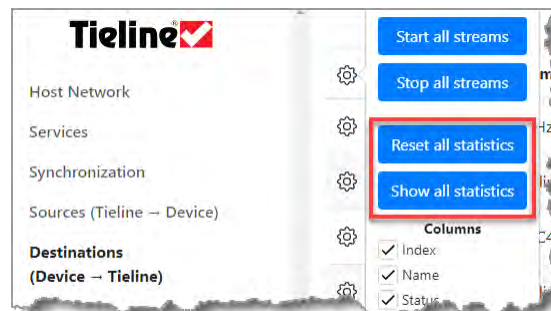 Tieline
Host Network
Services
Synchronization
Sources (Tieline → Device)
Destinations
(Device → Tieline)
Start all streams
Stop all streams
Reset all statistics
Show all statistics
Columns
Index
Name
Status